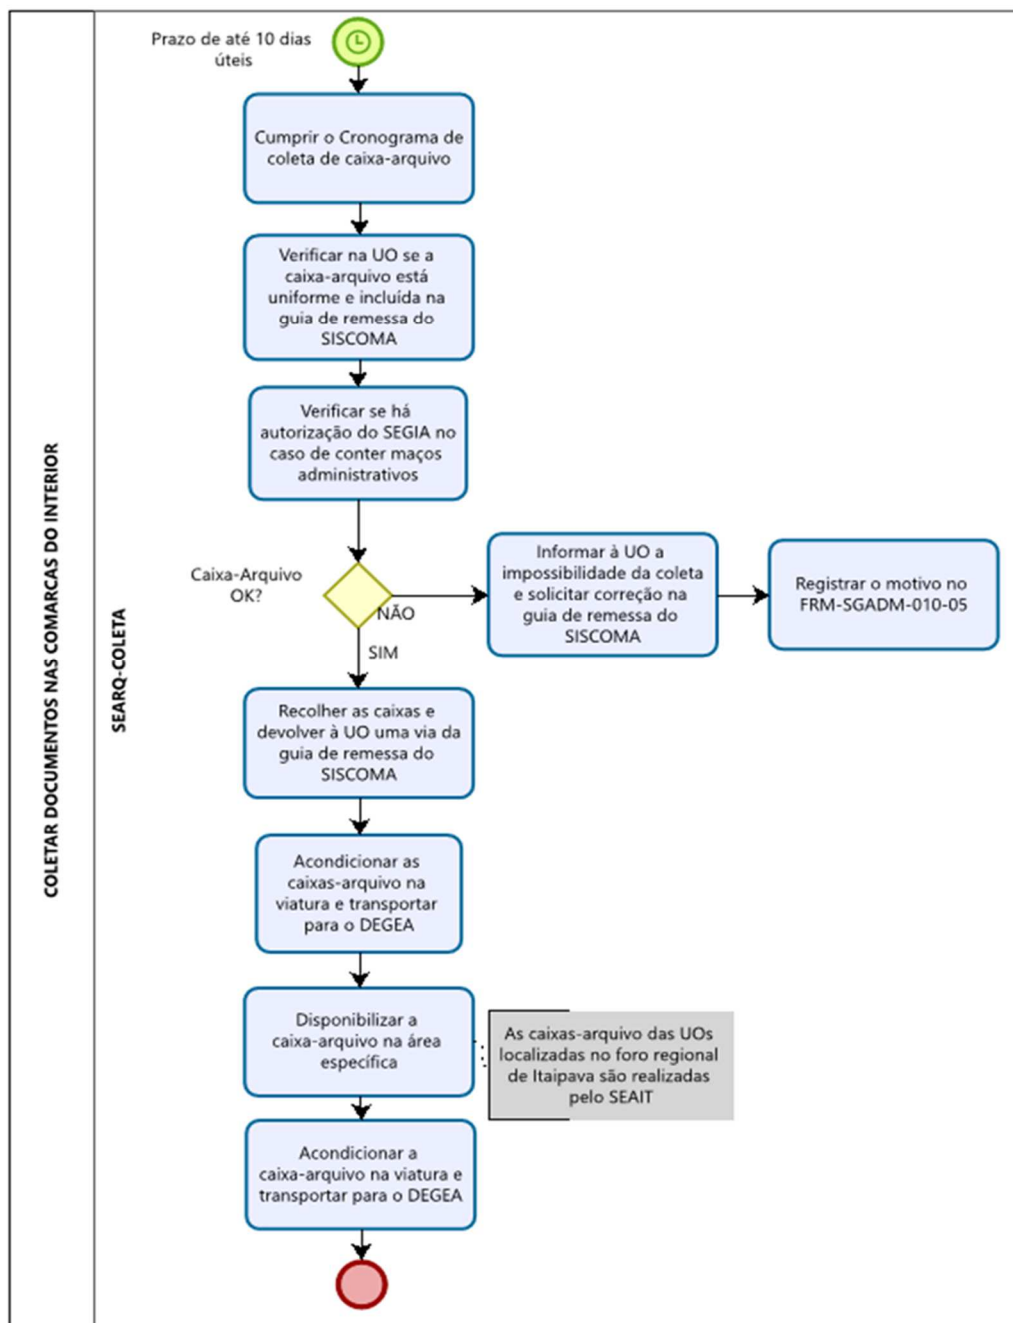 COLETAR DOCUMENTOS NAS COMARCAS DO INTERIOR
SEARQ-COLETA
Prazo de até 10 dias
úteis
Cumprir o Cronograma de
coleta de caixa-arquivo
Verificar na UO se a
caixa-arquivo está
uniforme e incluída na
guia de remessa do
SISCOMA
Verificar se há
autorização do SEGIA no
caso de conter maços
administrativos
Caixa-Arquivo
OK?
NÃO
SIM
Informar à UO a
impossibilidade da coleta
e solicitar correção na
guia de remessa do
SISCOMA
Registrar o motivo no
FRM-SGADM-010-05
Recolher as caixas e
devolver à UO uma via da
guia de remessa do
SISCOMA
Acondicionar as
caixas-arquivo na
viatura e transportar
para o DEGEA
Disponibilizar a
caixa-arquivo na área
específica
As caixas-arquivo das UOs
localizadas no foro regional
de Itaipava são realizadas
pelo SEAIT
Acondicionar a
caixa-arquivo na viatura e
transportar para o DEGEA